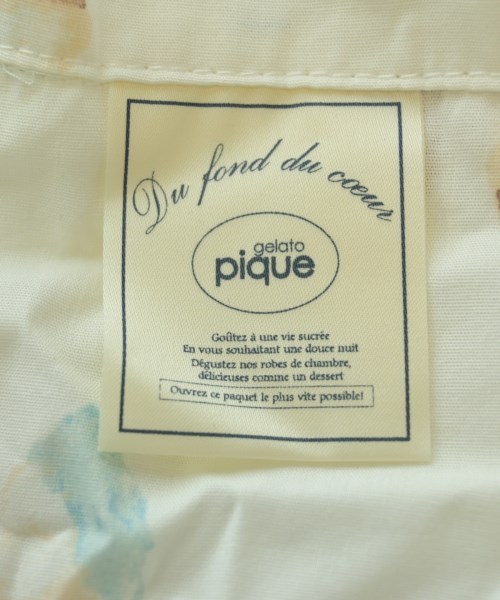 Du fond du cœur
gelato
pique
Goûtez à une vie sucrée
En vous souhaitant une douce nuit
Dégustez nos robes de chambre,
délicieuses comme un dessert
Ouvrez ce paquet le plus vite possible!